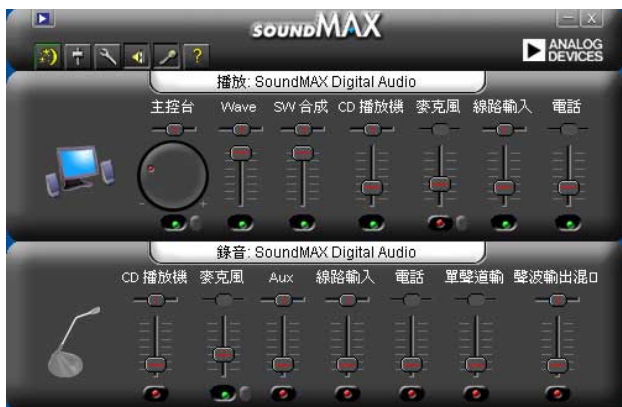 SOUNDMAX
ANALOG
DEVICES
播放: SoundMAX Digital Audio
主控台 Wave SW 合成 CD 播放機 麥克風 線路輸入 電話
- +
錄音: SoundMAX Digital Audio
CD 播放機 麥克風 Aux 線路輸入 電話 單聲道輸 聲波輸出混